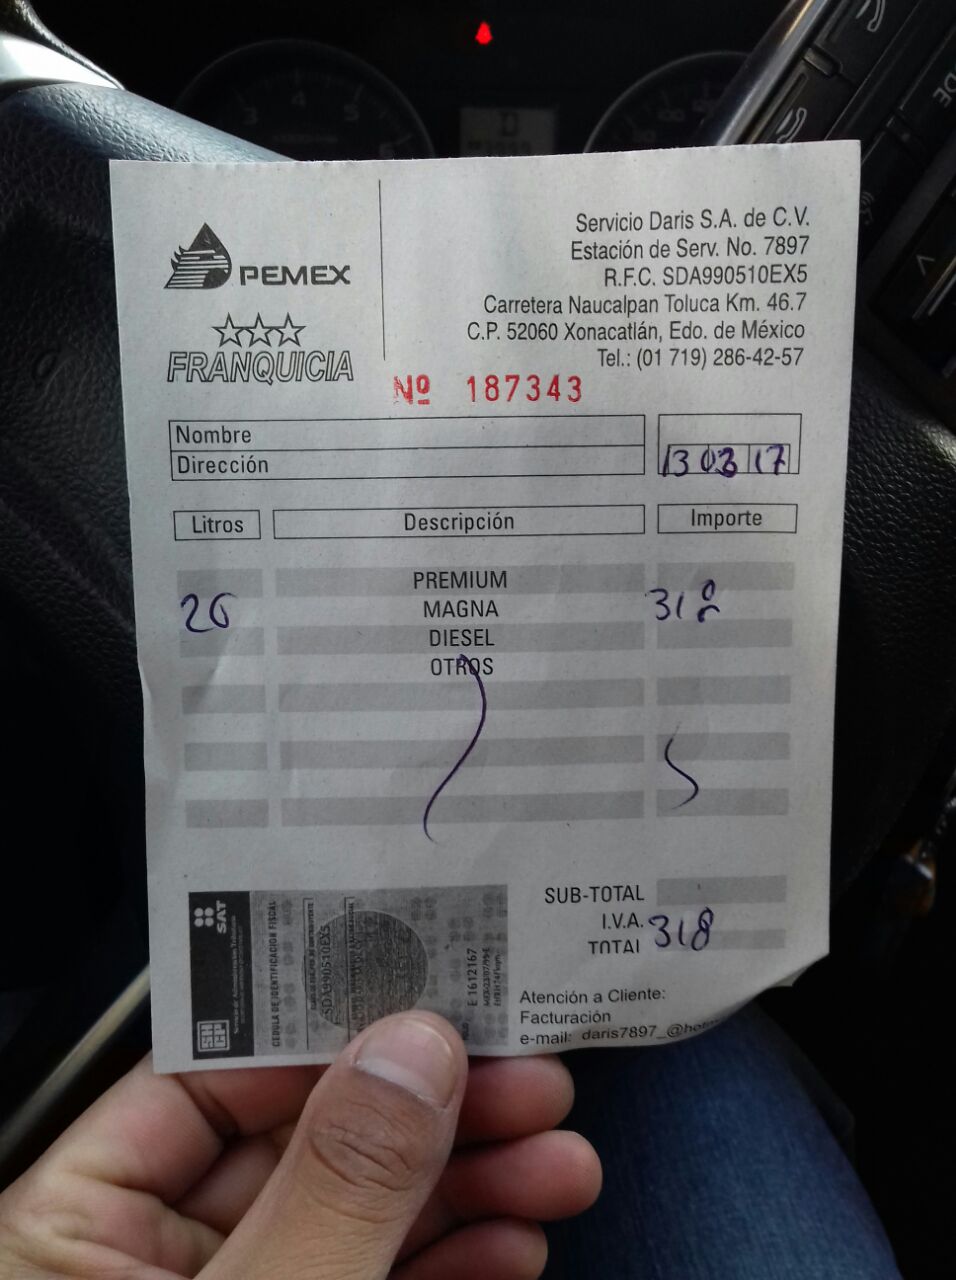 PEMEX
FRANQUICIA
Servicio Daris S.A. de C.V.
Estación de Serv. No. 7897
R.F.C. SDA990510EX5
Carretera Naucalpan Toluca Km. 46.7
C.P. 52060 Xonacatlán, Edo. de México
Tel.: (01 719) 286-42-57
Nº 187343
Nombre
Dirección
13 03 17
Litros Descripción Importe
PREMIUM
20 MAGNA 318
DIESEL
OTROS
SUB-TOTAL
I.V.A.
TOTAL 318
SAT
SHCP
CEDULA DE IDENTIFICACION FISCAL
SDA990510EX5
E 1612167
Atención a Cliente:
Facturación
e-mail: daris7897_@